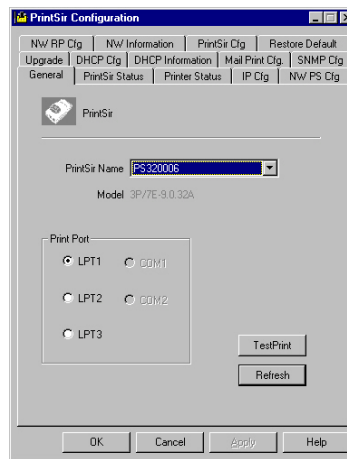 PrintSir Configuration
NW RP Cfg NW Information PrintSir Cfg Restore Default
Upgrade DHCP Cfg DHCP Information Mail Print Cfg. SNMP Cfg
General PrintSir Status Printer Status IP Cfg NW PS Cfg
PrintSir
PrintSir Name PS320006
Model 3P/7E-9.0.32A
Print Port
LPT1 COM1
LPT2 COM2
LPT3
TestPrint
Refresh
OK Cancel Apply Help